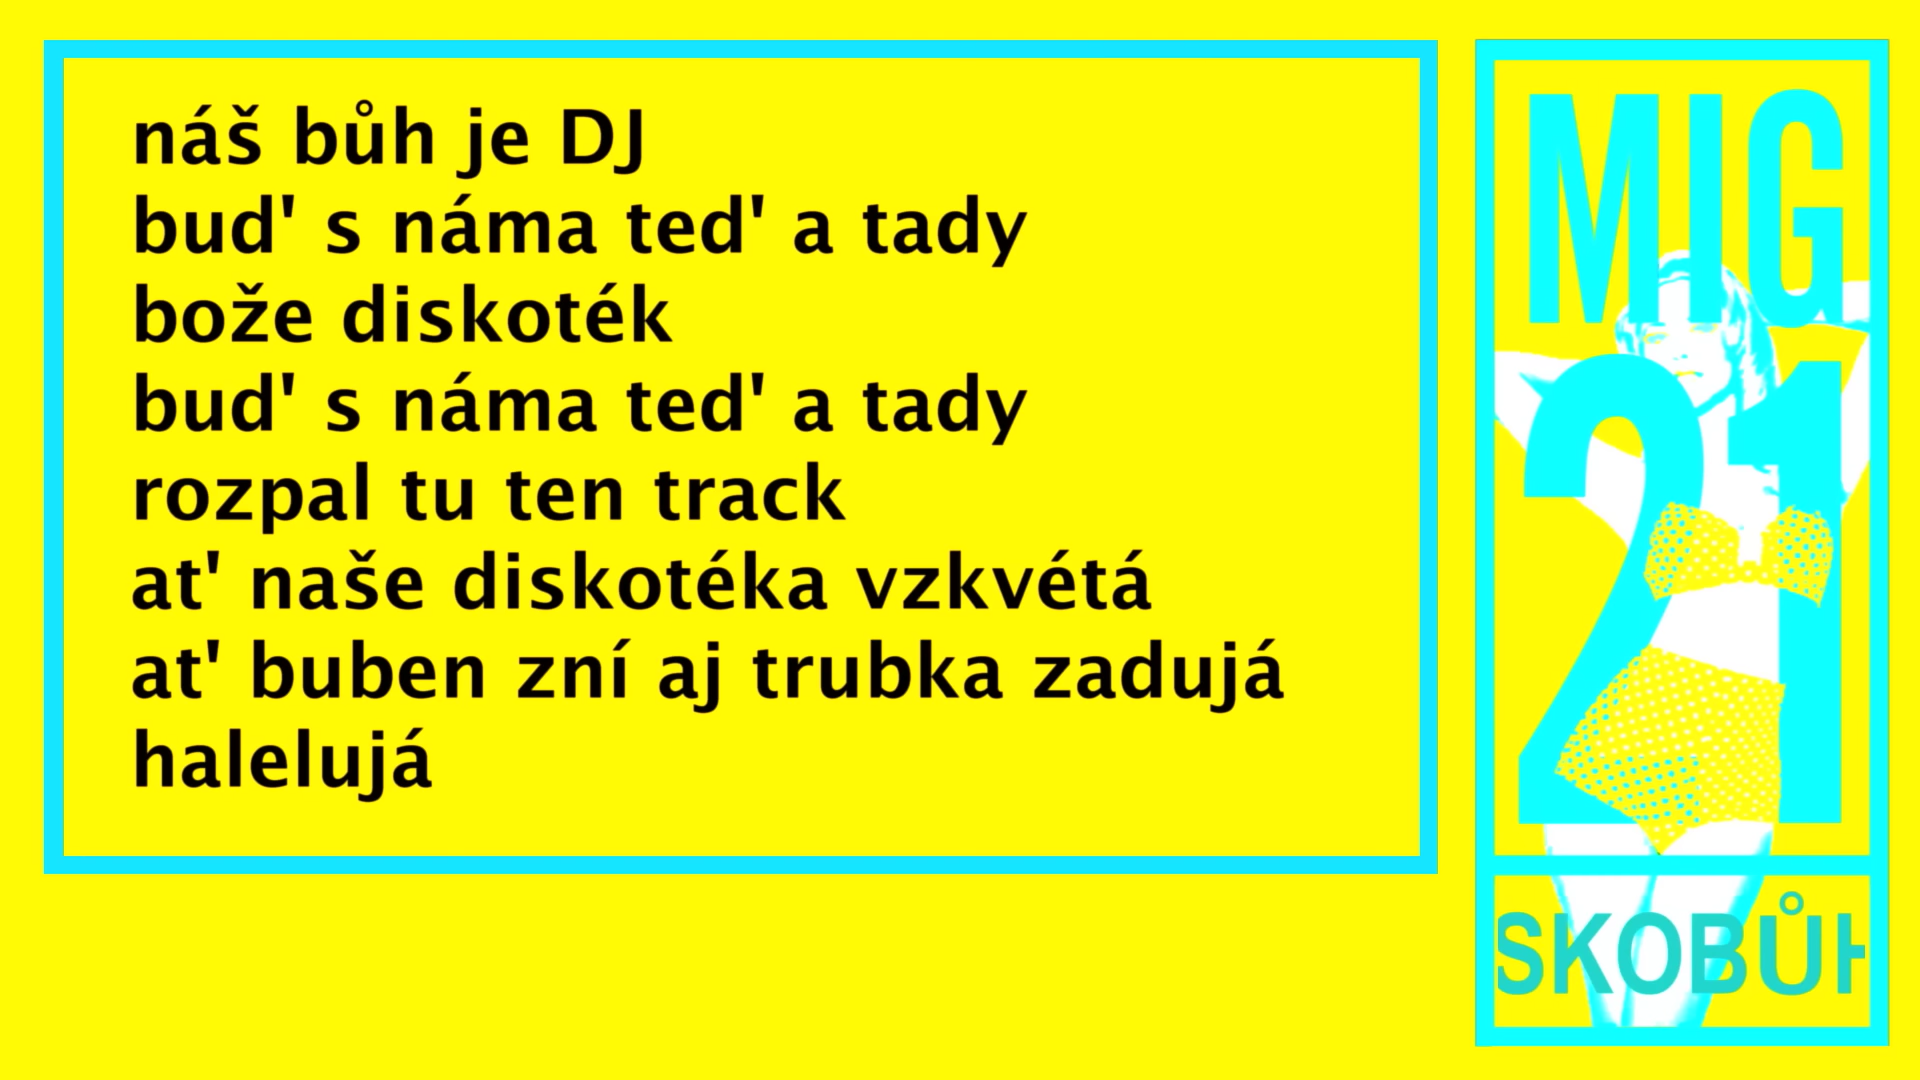 náš bůh je DJ
bud' s náma ted' a tady
bože diskoték
bud' s náma ted' a tady
rozpal tu ten track
at' naše diskotéka vzkvétá
at' buben zní aj trubka zadujá
halelujá
MIG
21
SKOBŮH